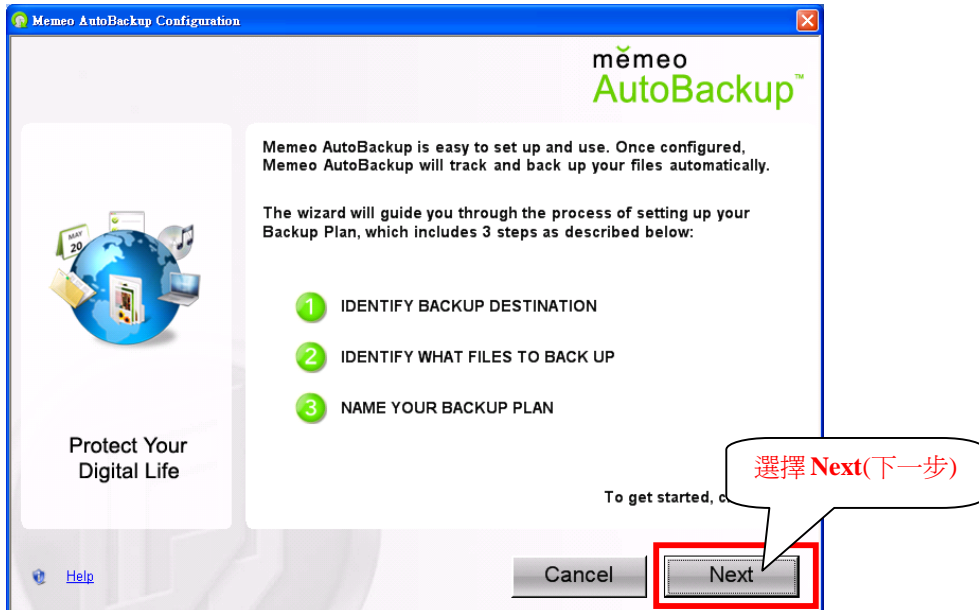 Memeo AutoBackup Configuration
mĕmeo
AutoBackup™
Memeo AutoBackup is easy to set up and use. Once configured,
Memeo AutoBackup will track and back up your files automatically.
The wizard will guide you through the process of setting up your
Backup Plan, which includes 3 steps as described below:
1 IDENTIFY BACKUP DESTINATION
2 IDENTIFY WHAT FILES TO BACK UP
3 NAME YOUR BACKUP PLAN
MAY
20
Protect Your
Digital Life
選擇 Next(下一步)
To get started,
Help
Cancel
Next